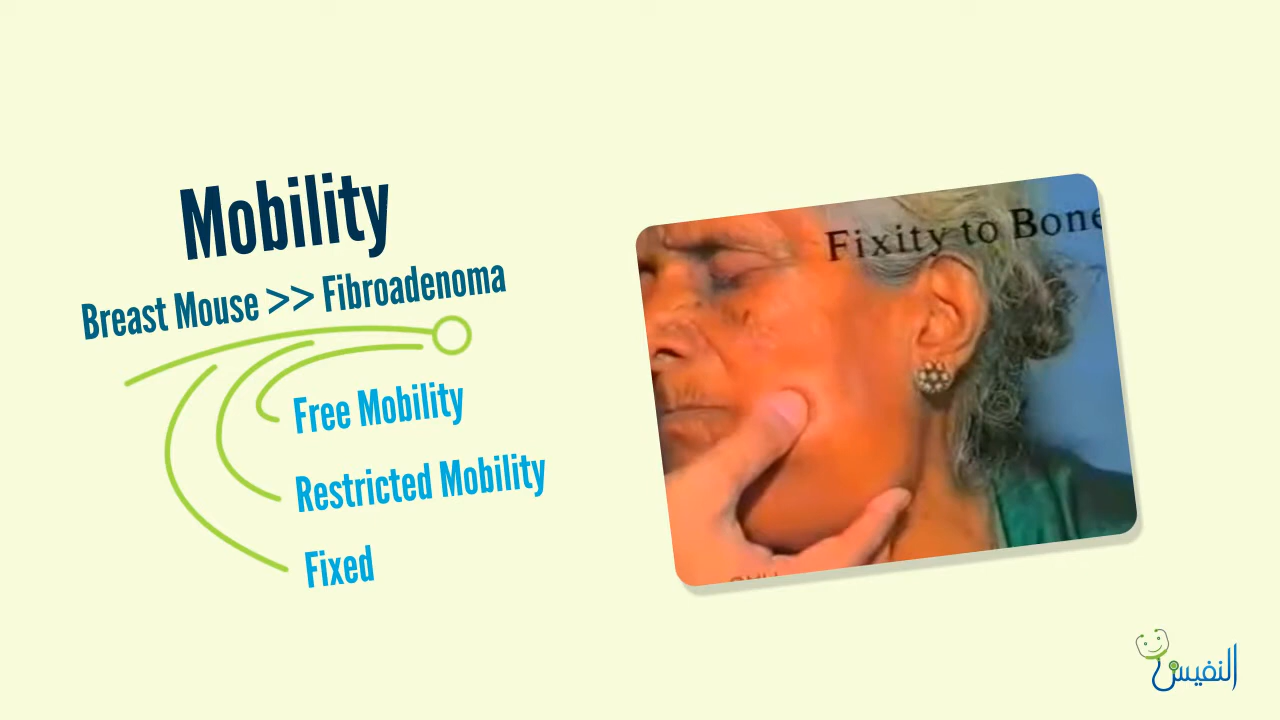 Mobility
Breast Mouse >> Fibroadenoma
Free Mobility
Restricted Mobility
Fixed
Fixity to Bone
النفيس